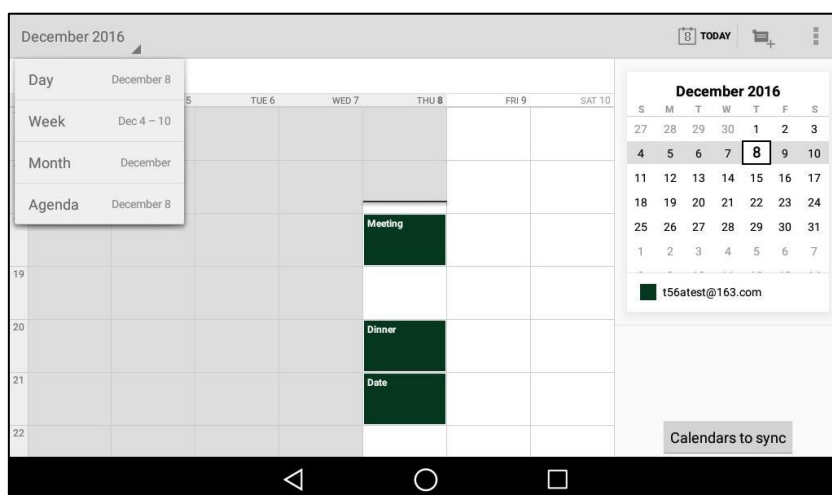 December 2016
8 TODAY
Day December 8
Week Dec 4 – 10
Month December
Agenda December 8
5 TUE 6 WED 7 THU 8 FRI 9 SAT 10
Meeting
19
20 Dinner
21 Date
22
December 2016
S M T W T F S
27 28 29 30 1 2 3
4 5 6 7 8 9 10
11 12 13 14 15 16 17
18 19 20 21 22 23 24
25 26 27 28 29 30 31
1 2 3 4 5 6 7
t56atest@163.com
Calendars to sync